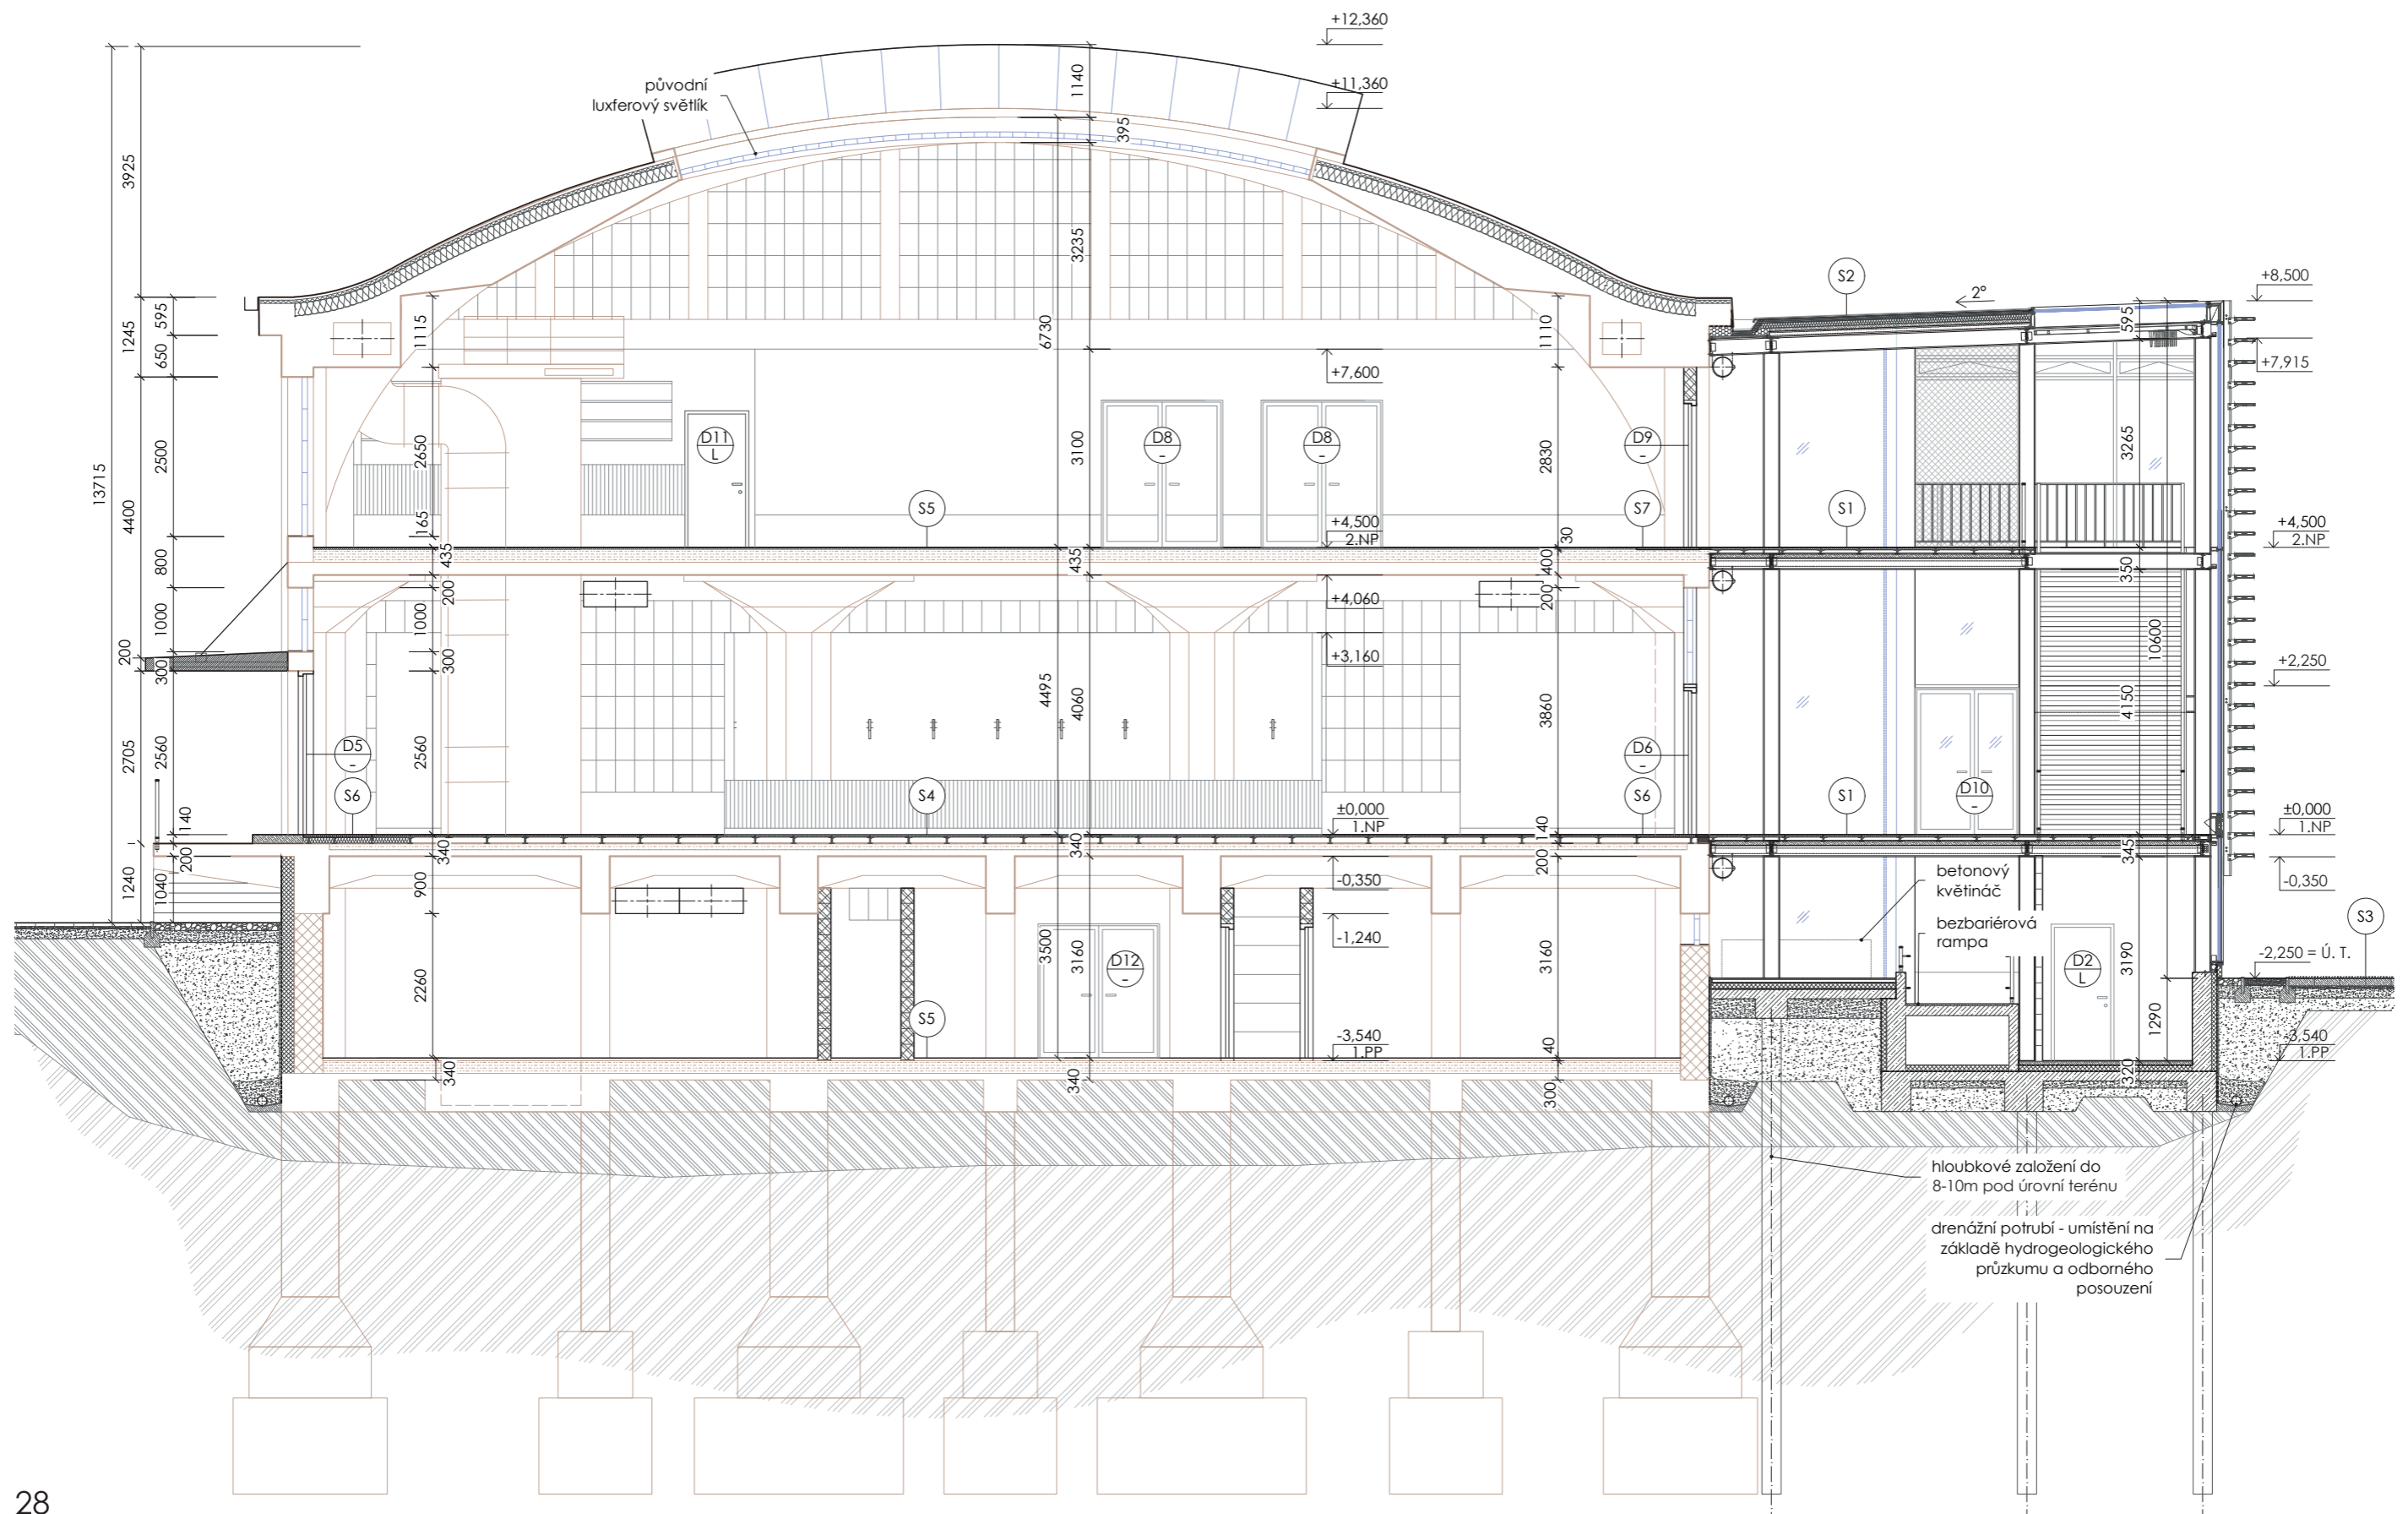 +12,360
+11,360
původní
luxferový světlík
1140
395
3925
13715
3235
6730
+8,500
S2
2°
595
1245
650
1115
1110
595
+7,600
+7,915
2500
4400
2650
3100
2830
3265
D11
L
D8
-
D8
-
D9
-
165
S5
S7
S1
+4,500
2.NP
30
+4,500
2.NP
800
435
435
400
350
200
+4,060
200
1000
1000
10600
200
300
300
+3,160
+2,250
4495
4060
3860
4150
2705
2560
2560
D5
-
D6
-
D10
-
S6
S4
S6
S1
140
±0,000
1.NP
140
±0,000
1.NP
340
340
345
200
200
1240
1040
900
-0,350
-0,350
betonový
květináč
bezbariérová
rampa
S3
-1,240
-2,250 = Ú. T.
3500
3160
3160
3190
2260
D12
-
D2
L
S5
1290
-3,540
1.PP
40
-3,540
1.PP
340
340
300
320
hloubkové založení do
8-10m pod úrovní terénu
drenážní potrubí - umístění na
základě hydrogeologického
průzkumu a odborného
posouzení
28